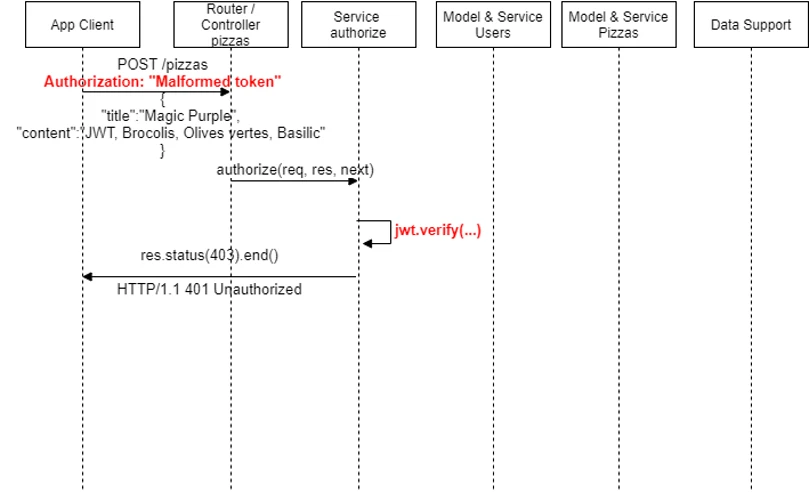 App Client
Router /
Controller
pizzas
Service
authorize
Model & Service
Users
Model & Service
Pizzas
Data Support
POST /pizzas
Authorization: "Malformed token"
{
"title":"Magic Purple",
"content":"JWT, Brocolis, Olives vertes, Basilic"
}
authorize(req, res, next)
jwt.verify(...)
res.status(403).end()
HTTP/1.1 401 Unauthorized